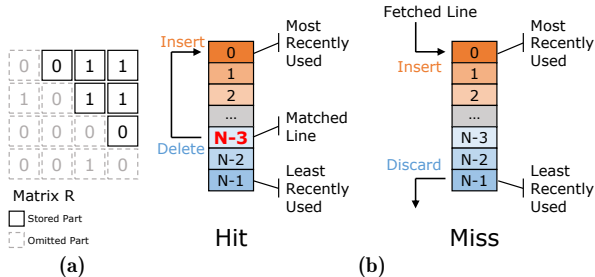 0 0 1 1
1 0 1 1
0 0 0 0
0 0 1 0
Matrix R
Stored Part
Omitted Part
(a)
Insert
Delete
0
1
2
...
N-3
N-2
N-1
Most
Recently
Used
Matched
Line
Least
Recently
Used
Hit
Fetched Line
Insert
Discard
0
1
2
...
N-3
N-2
N-1
Most
Recently
Used
Least
Recently
Used
Miss
(b)